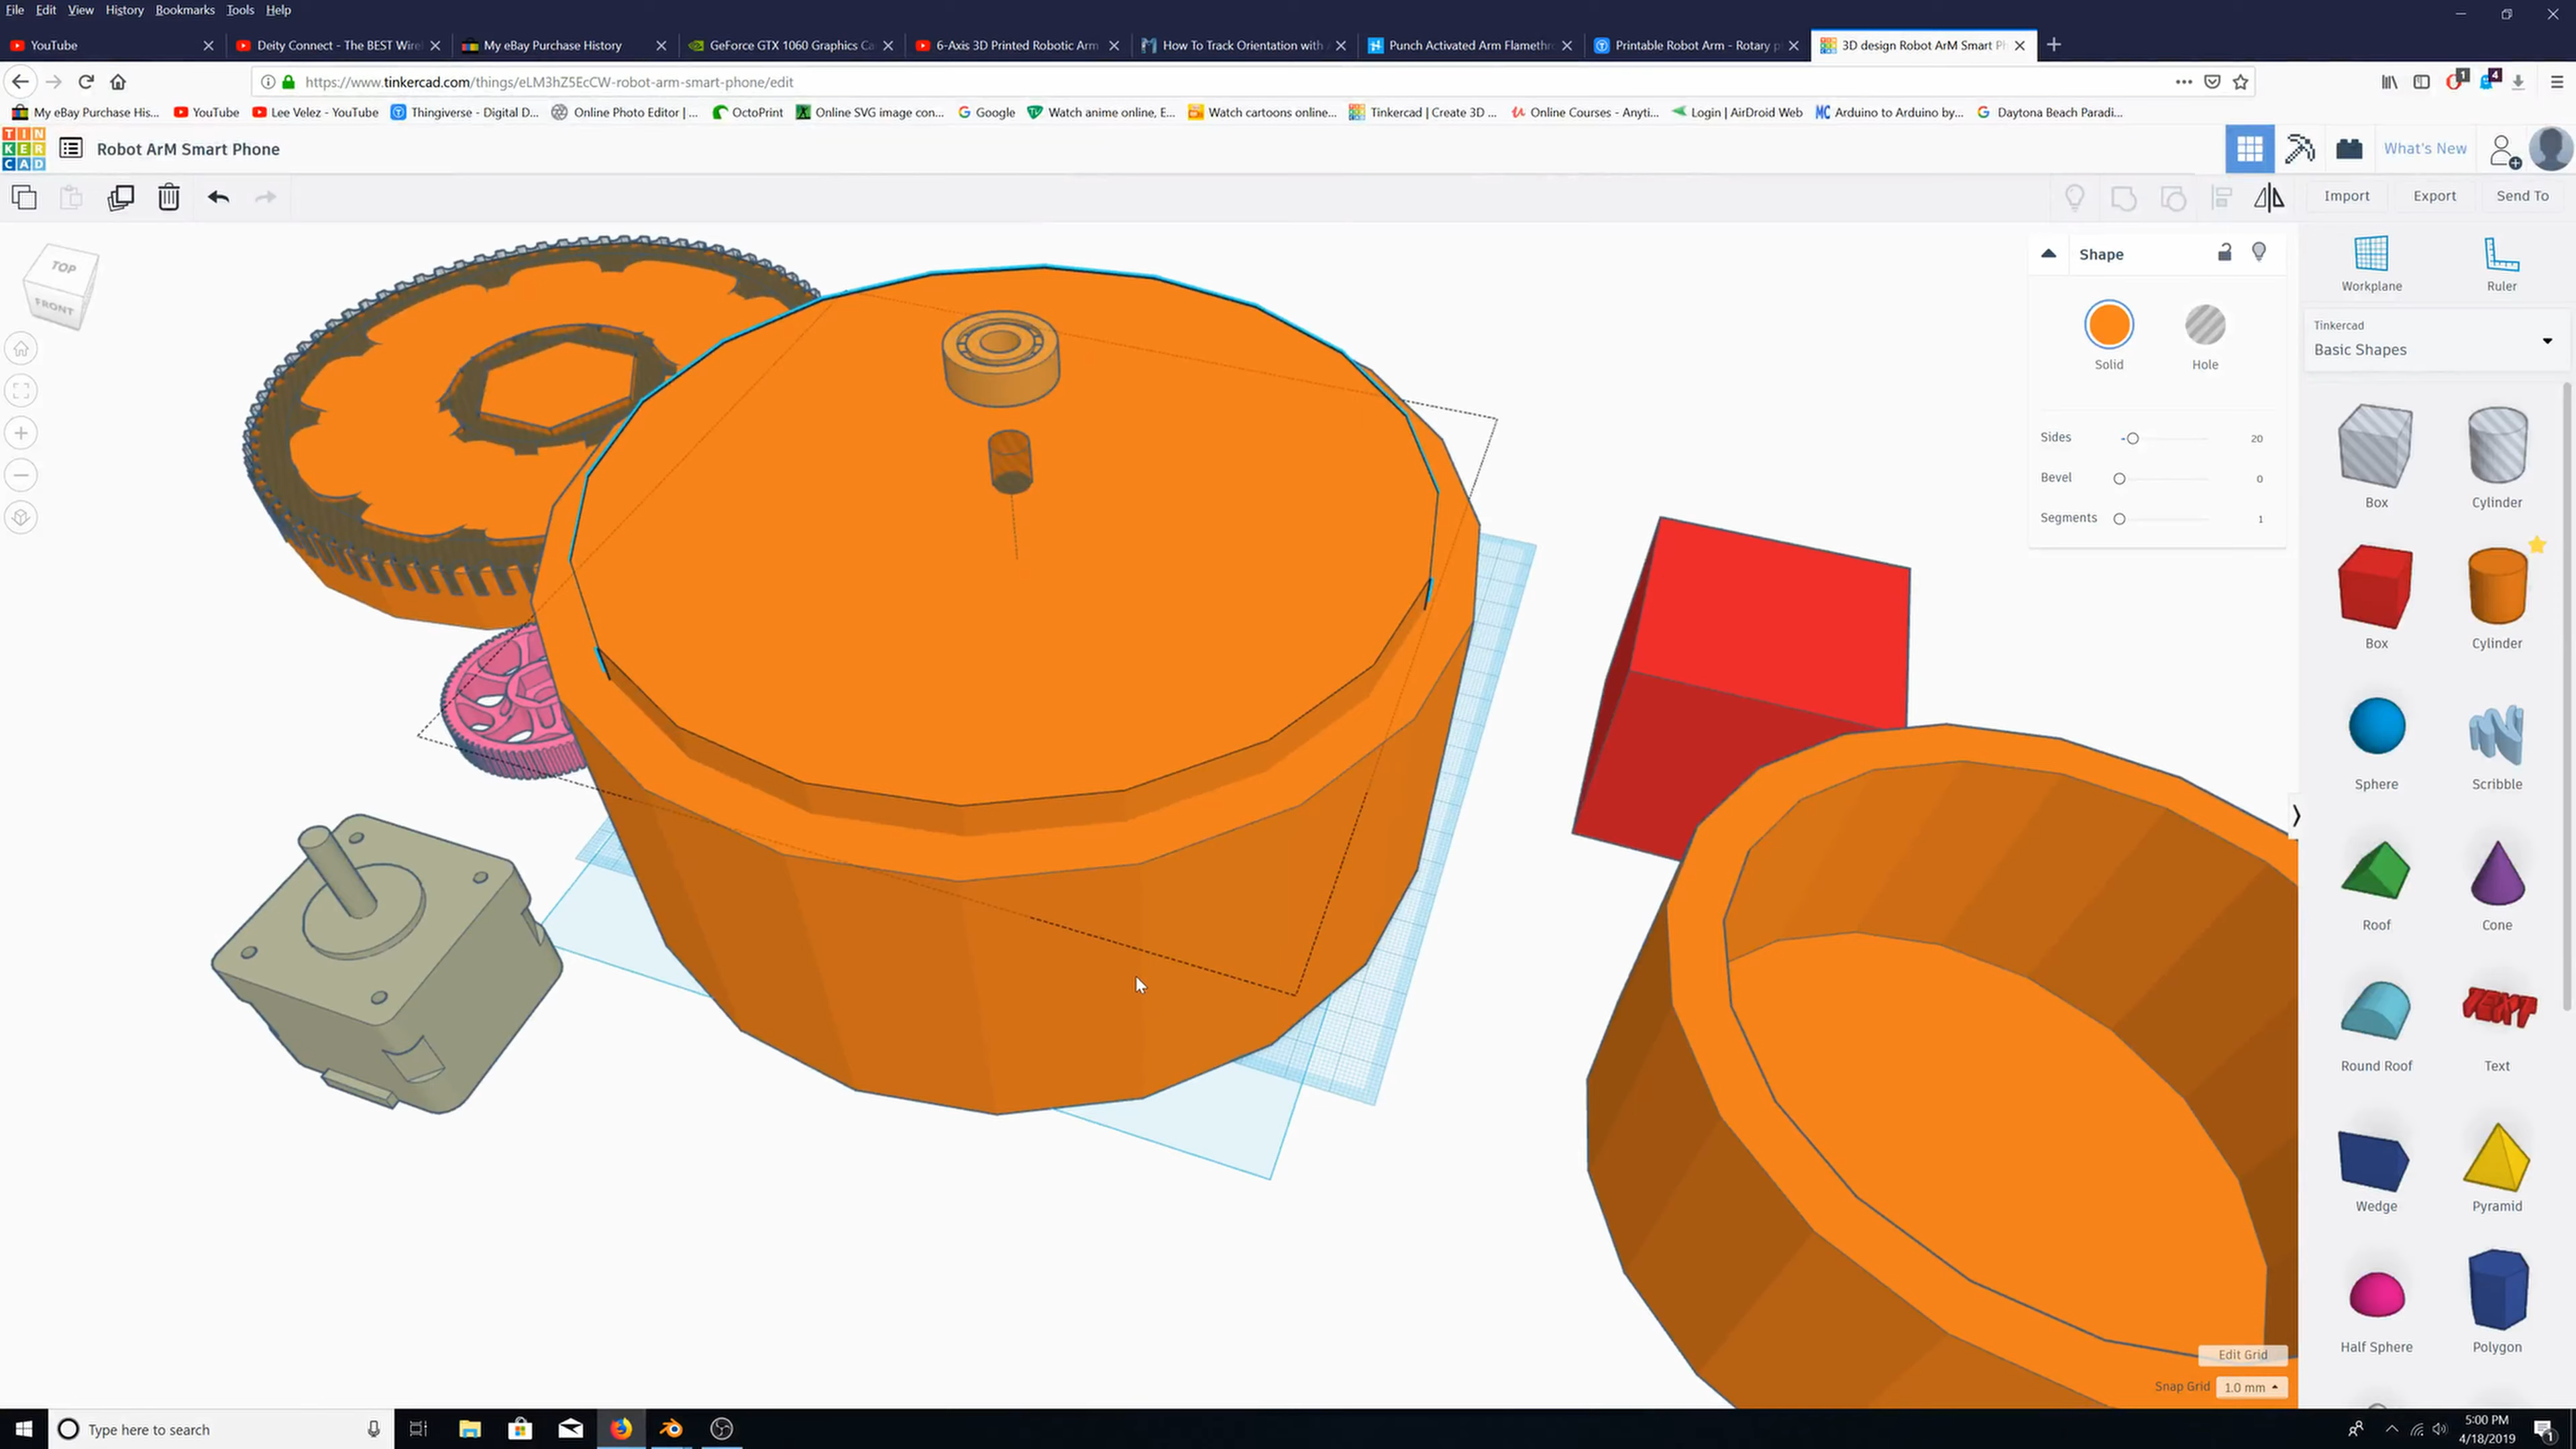 File Edit View History Bookmarks Tools Help
YouTube
Deity Connect - The BEST Wire
My eBay Purchase History
GeForce GTX 1060 Graphics Ca
6-Axis 3D Printed Robotic Arm
How To Track Orientation with
Punch Activated Arm Flamethr
Printable Robot Arm - Rotary p
3D design Robot ArM Smart Ph
https://www.tinkercad.com/things/eLM3hZ5EcCW-robot-arm-smart-phone/edit
1
4
My eBay Purchase His...
YouTube
Lee Velez - YouTube
Thingiverse - Digital D...
Online Photo Editor | ...
OctoPrint
Online SVG image con...
Google
Watch anime online, E...
Watch cartoons online...
Tinkercad | Create 3D ...
Online Courses - Anyti...
Login | AirDroid Web
Arduino to Arduino by...
Daytona Beach Paradi...
TIN
KER
CAD
Robot ArM Smart Phone
What's New
Import
Export
Send To
TOP
FRONT
Shape
Solid
Hole
Sides 20
Bevel 0
Segments 1
Workplane
Ruler
Tinkercad
Basic Shapes
Box
Cylinder
Box
Cylinder
Sphere
Scribble
Roof
Cone
Round Roof
TEXT
Text
Wedge
Pyramid
Half Sphere
Polygon
Edit Grid
Snap Grid 1.0 mm
Type here to search
5:00 PM
4/18/2019
1